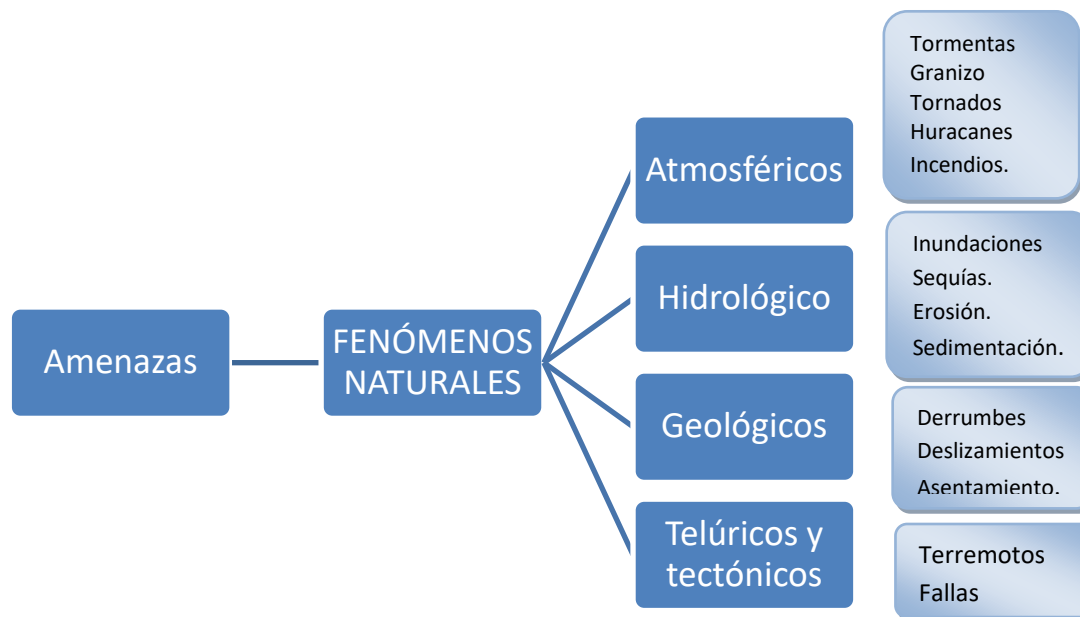 Amenazas
FENÓMENOS
NATURALES
Atmosféricos
Tormentas
Granizo
Tornados
Huracanes
Incendios.
Hidrológico
Inundaciones
Sequías.
Erosión.
Sedimentación.
Geológicos
Derrumbes
Deslizamientos
Asentamiento.
Telúricos y
tectónicos
Terremotos
Fallas